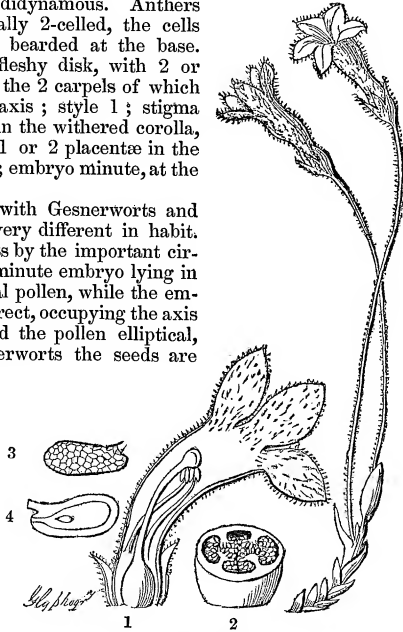 didynamous. Anthers
ally 2-celled, the cells
bearded at the base.
fleshy disk, with 2 or
the 2 carpels of which
axis ; style 1 ; stigma
in the withered corolla,
1 or 2 placentæ in the
; embryo minute, at the
with Gesnerworts and
very different in habit.
ss by the important cir-
minute embryo lying in
al pollen, while the em-
rect, occupying the axis
d the pollen elliptical,
erworts the seeds are
3
4
1
2